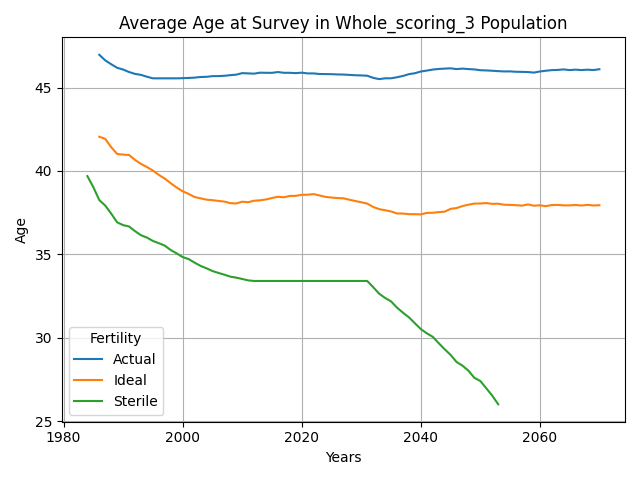 Average Age at Survey in Whole_scoring_3 Population
Age
45
40
35
30
25
Fertility
Actual
Ideal
Sterile
1980
2000
2020
2040
2060
Years